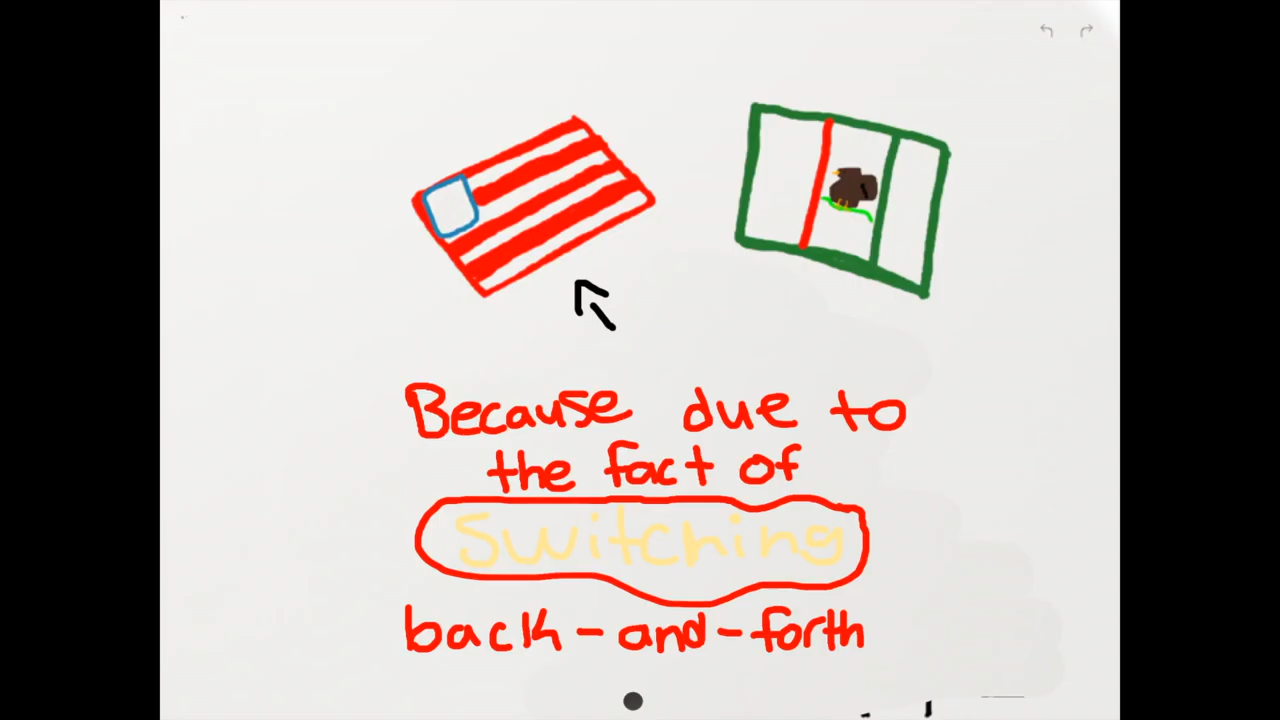 Because due to
the fact of
Switching
back-and-forth